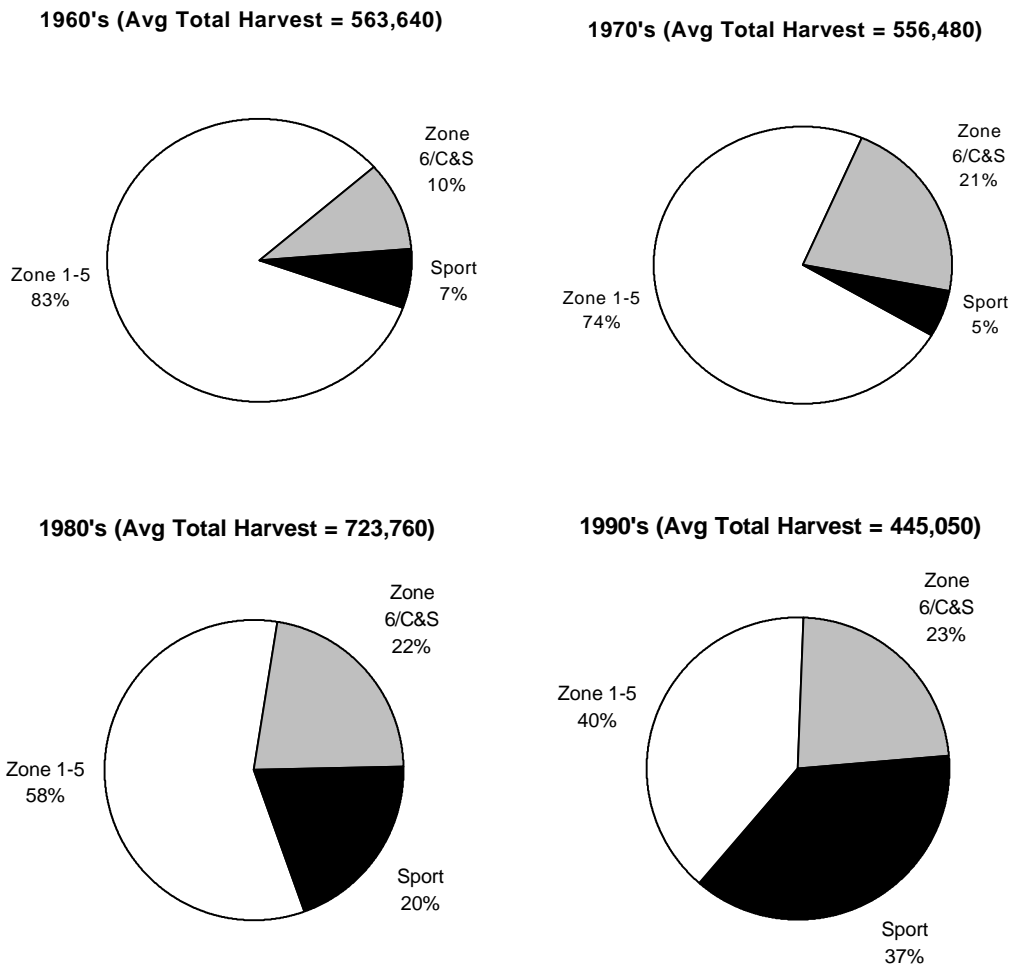 1960's (Avg Total Harvest = 563,640)
Zone
6/C&S
10%
Sport
7%
Zone 1-5
83%
1970's (Avg Total Harvest = 556,480)
Zone
6/C&S
21%
Sport
5%
Zone 1-5
74%
1980's (Avg Total Harvest = 723,760)
Zone
6/C&S
22%
Zone 1-5
58%
Sport
20%
1990's (Avg Total Harvest = 445,050)
Zone
6/C&S
23%
Zone 1-5
40%
Sport
37%